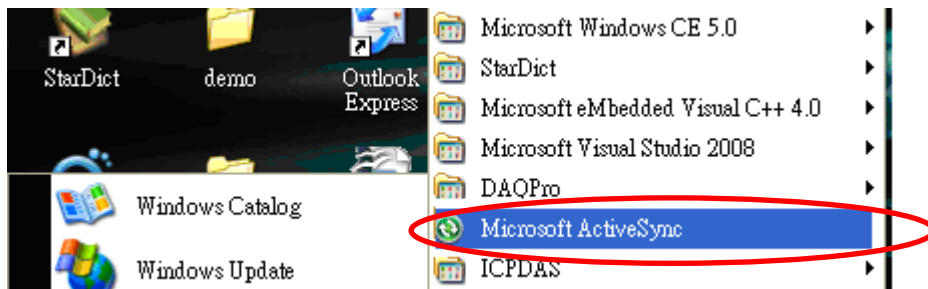 StarDict
demo
Outlook
Express
Windows Catalog
Windows Update
Microsoft Windows CE 5.0
StarDict
Microsoft eMbedded Visual C++ 4.0
Microsoft Visual Studio 2008
DAQPro
Microsoft ActiveSync
ICPDAS